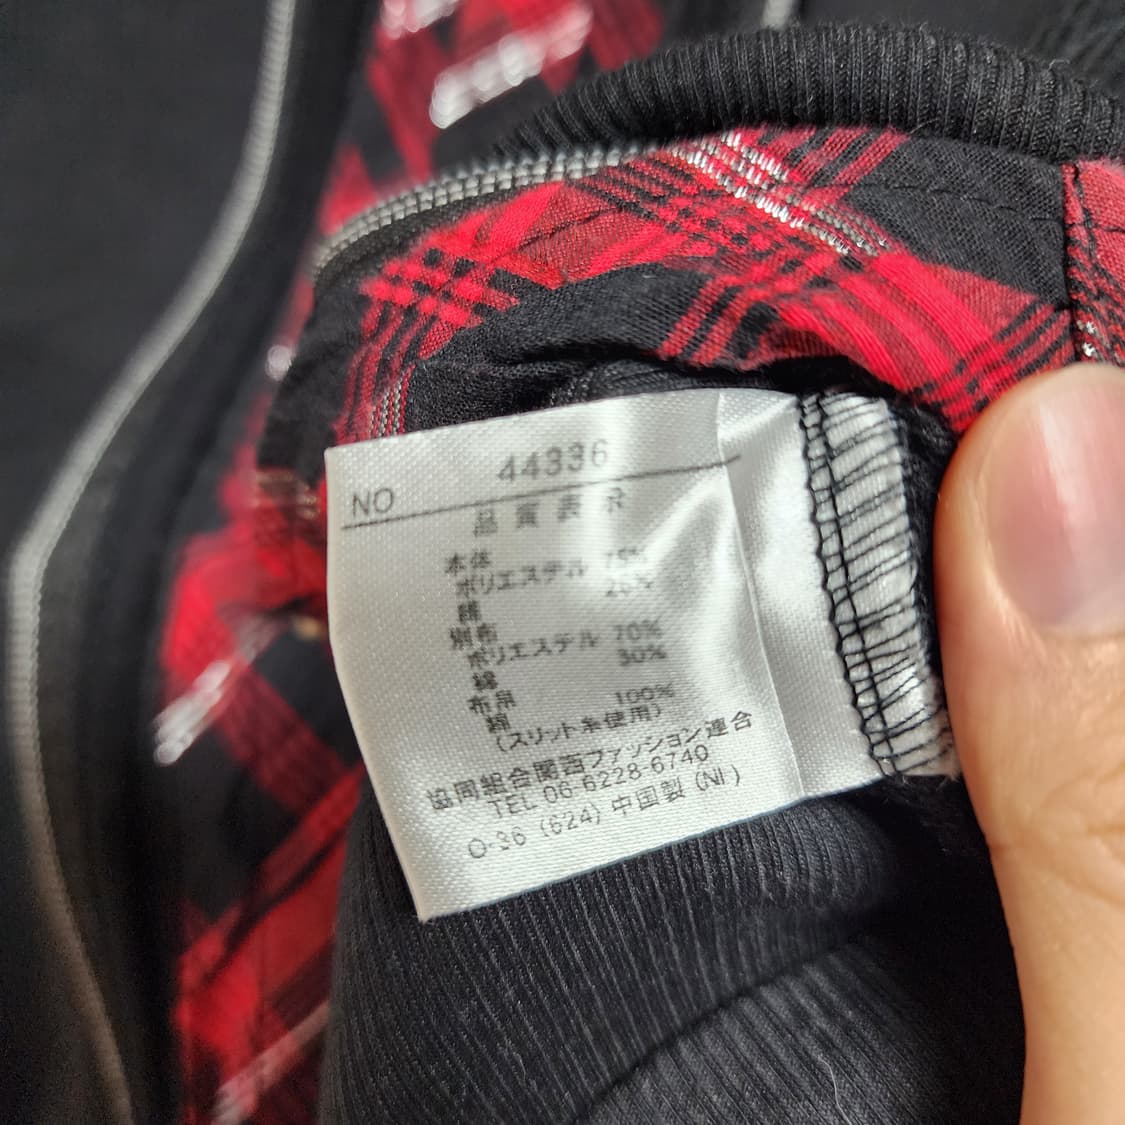 NO 44336
品質表示
本体
ポリエステル 75%
綿 25%
別布
ポリエステル 70%
綿 30%
布帛
綿 100%
(スリット糸使用)
協同組合関西ファッション連合
TEL 06-6228-6740
0-36 (624) 中国製 (NI)